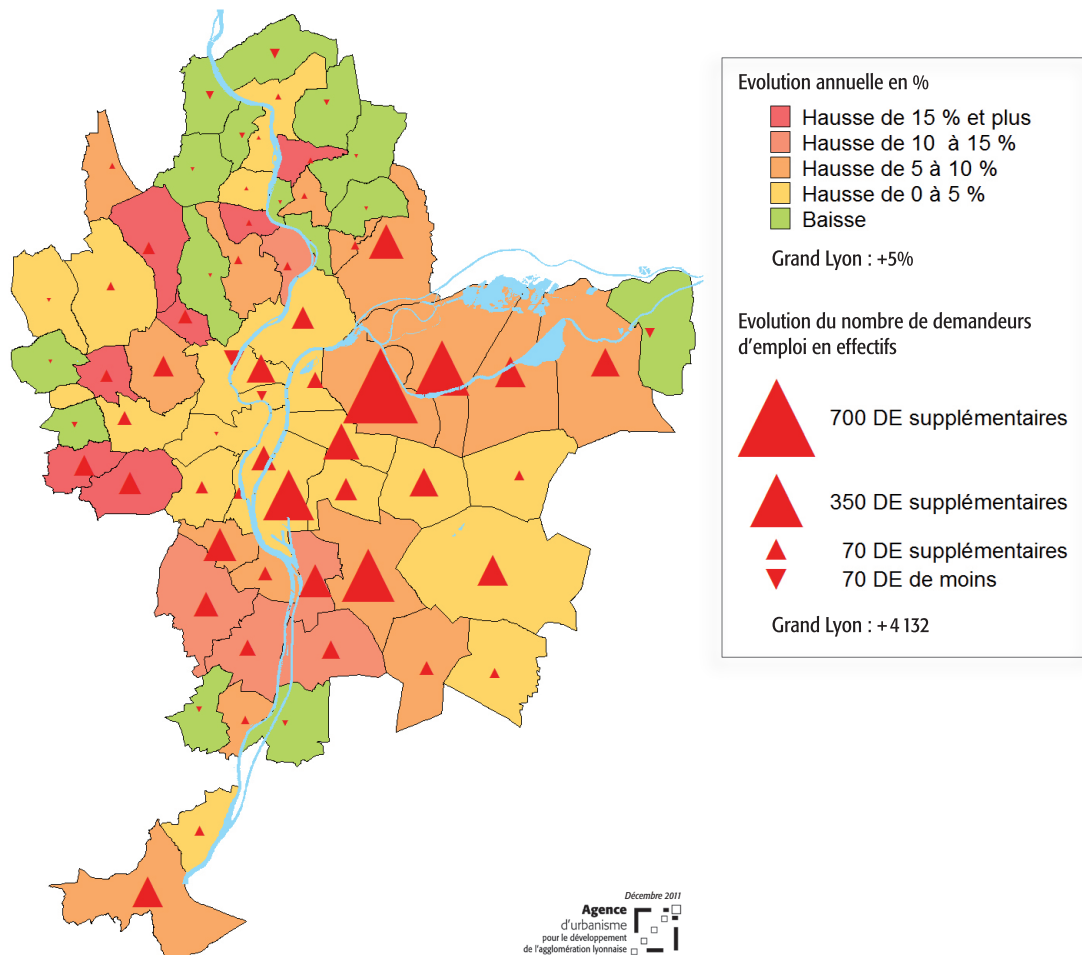 Evolution annuelle en %
Hausse de 15 % et plus
Hausse de 10 à 15 %
Hausse de 5 à 10 %
Hausse de 0 à 5 %
Baisse
Grand Lyon : +5%
Evolution du nombre de demandeurs
d’emploi en effectifs
700 DE supplémentaires
350 DE supplémentaires
70 DE supplémentaires
70 DE de moins
Grand Lyon : +4 132
Décembre 2011
Agence
d’urbanisme
pour le développement
de l’agglomération lyonnaise